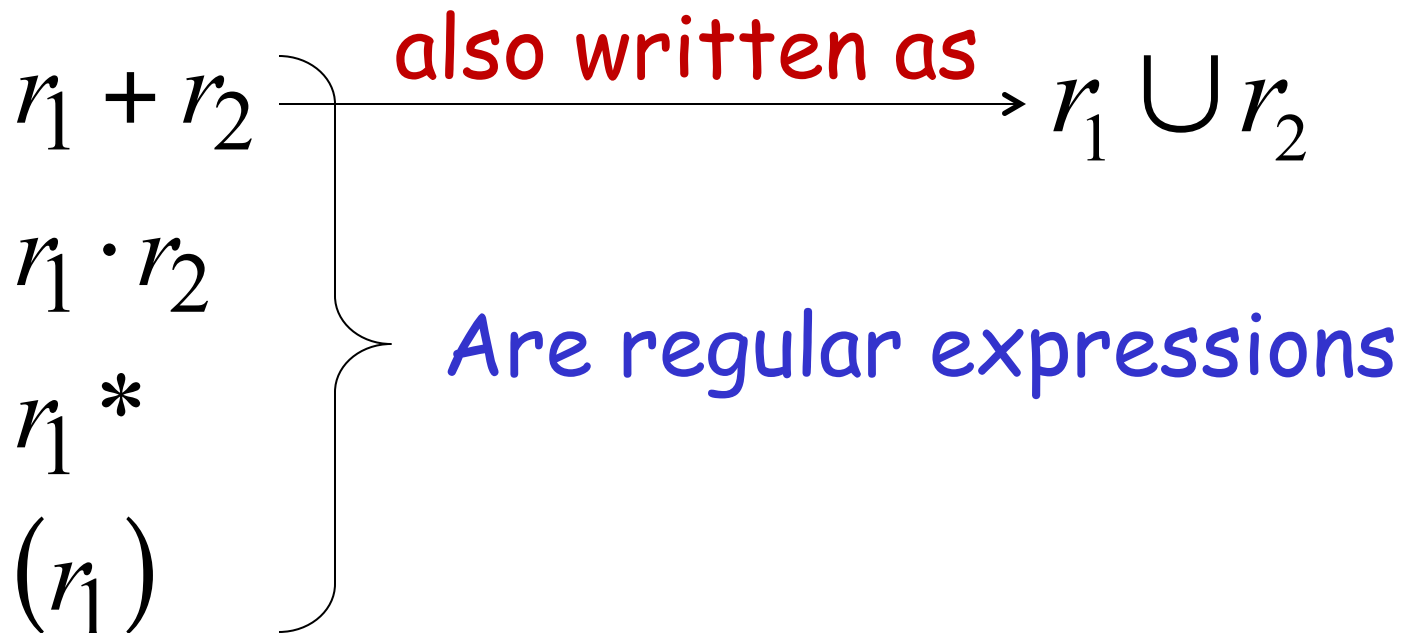 r₁ + r₂ also written as r₁ ∪ r₂
r₁ · r₂
Are regular expressions
r₁ *
(r₁)